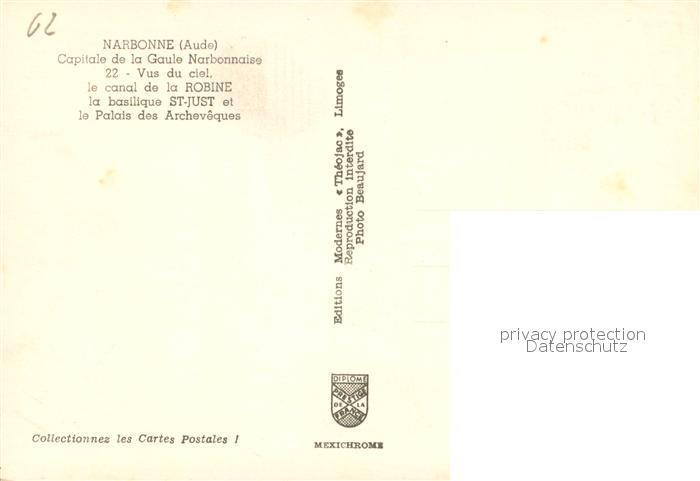 62
NARBONNE (Aude)
Capitale de la Gaule Narbonnaise
22 - Vus du ciel,
le canal de la ROBINE
la basilique ST-JUST et
le Palais des Archevêques
Editions Modernes « Théojac », Limoges
Reproduction interdite
Photo Beaujard
privacy protection
Datenschutz
DIPLOME
PRESTIGE
DE LA
FRANCE
Collectionnez les Cartes Postales !
MEXICHROME